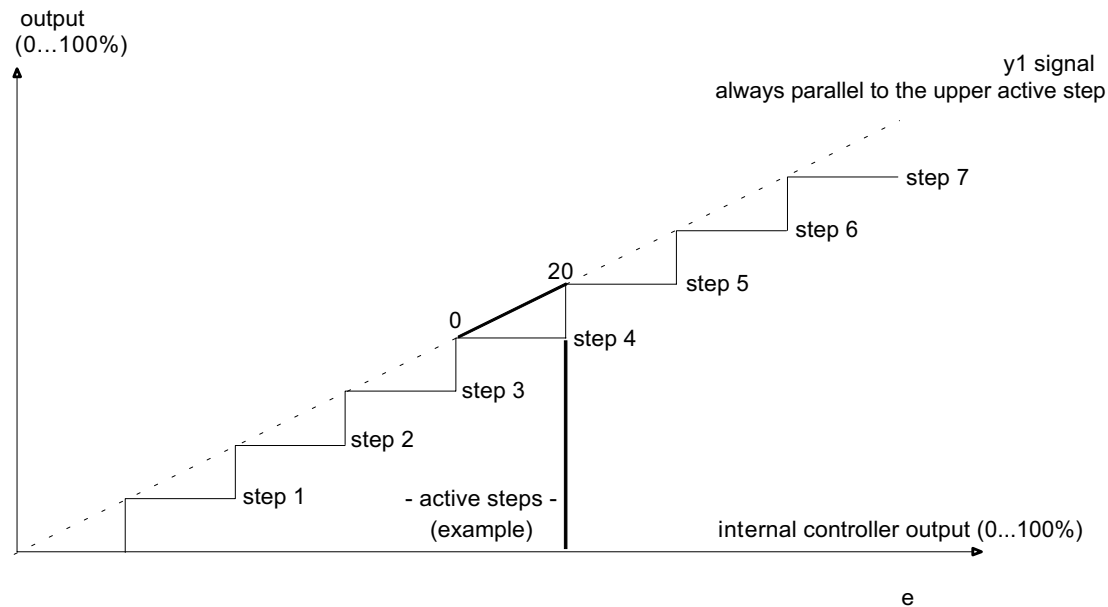 output
(0...100%)
y1 signal
always parallel to the upper active step
step 7
step 6
20
step 5
0
step 4
step 3
step 2
step 1
- active steps -
(example)
internal controller output (0...100%)
e